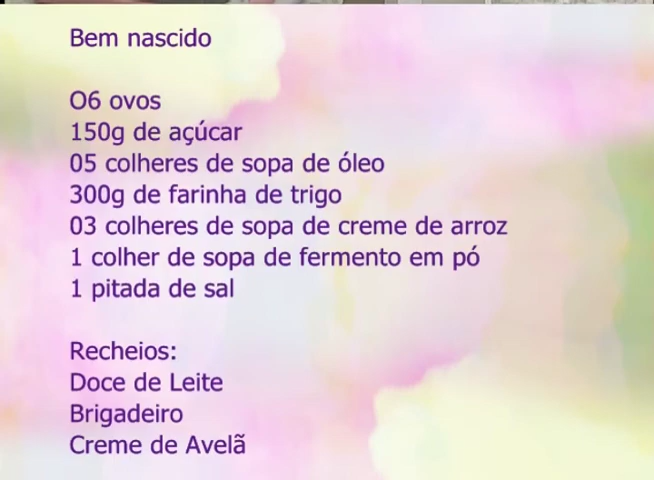 Bem nascido
O6 ovos
150g de açúcar
05 colheres de sopa de óleo
300g de farinha de trigo
03 colheres de sopa de creme de arroz
1 colher de sopa de fermento em pó
1 pitada de sal
Recheios:
Doce de Leite
Brigadeiro
Creme de Avelã